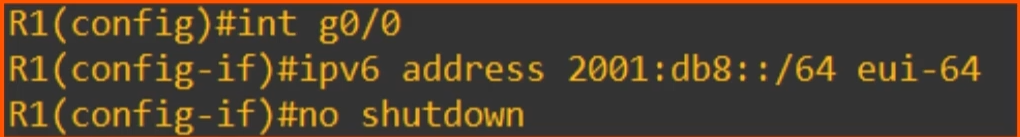 R1(config)#int g0/0
R1(config-if)#ipv6 address 2001:db8::/64 eui-64
R1(config-if)#no shutdown